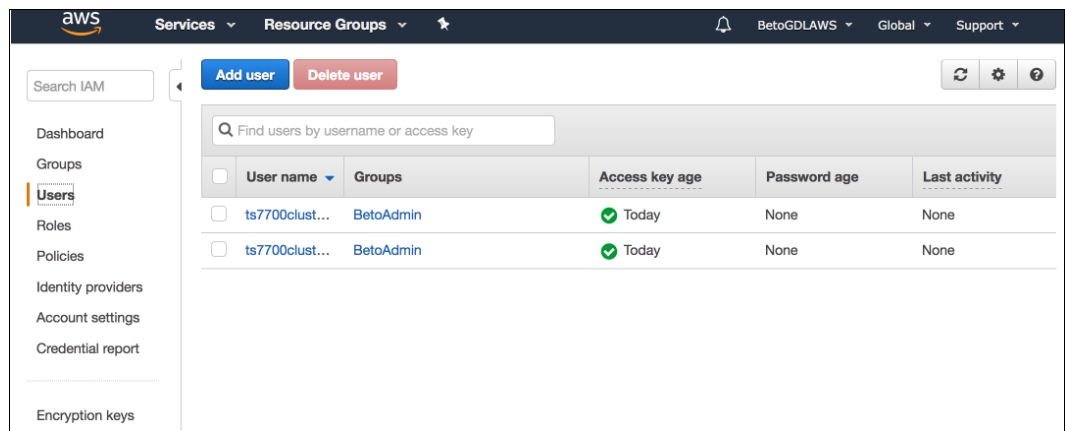 aws Services Resource Groups BetoGDLAWS Global Support
Search IAM
Dashboard
Groups
Users
Roles
Policies
Identity providers
Account settings
Credential report
Encryption keys
Add user Delete user
Find users by username or access key
User name Groups Access key age Password age Last activity
ts7700clust... BetoAdmin Today None None
ts7700clust... BetoAdmin Today None None